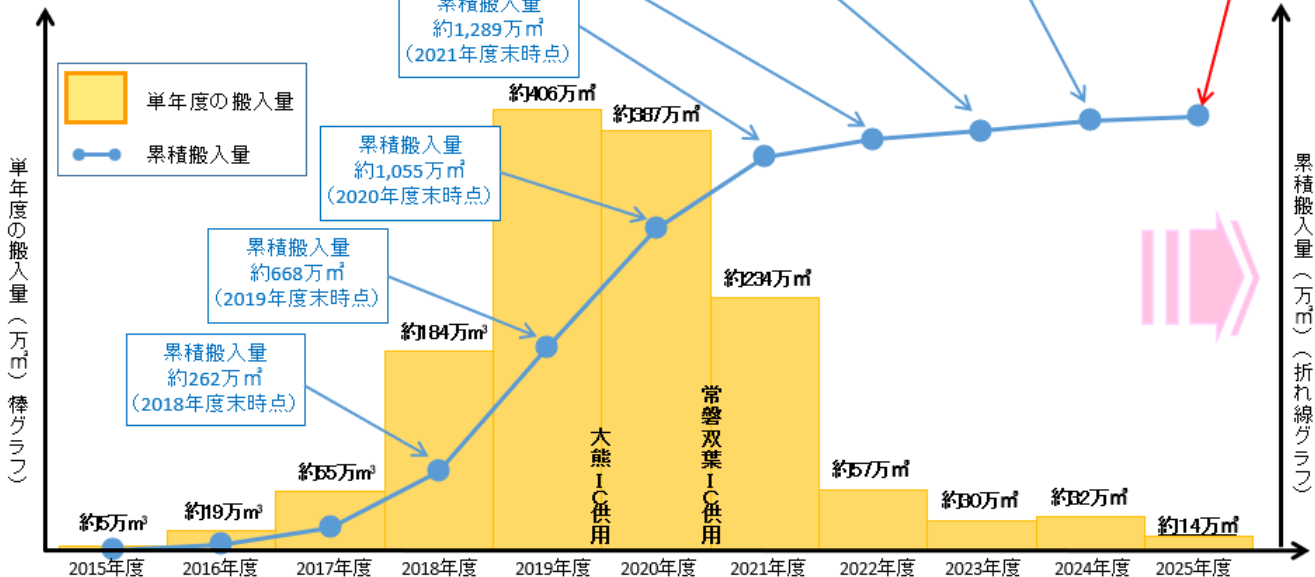 累積搬入量
約1,289万㎥
（2021年度末時点）
単年度の搬入量
累積搬入量
約406万㎥
約387万㎥
累積搬入量
約1,055万㎥
（2020年度末時点）
累積搬入量
約668万㎥
（2019年度末時点）
約234万㎥
約184万m³
累積搬入量
約262万㎥
（2018年度末時点）
大熊IC供用
常磐双葉IC供用
約55万m³
約57万㎥
約5万m³
約19万m³
約30万㎥
約32万㎥
約14万㎥
2015年度
2016年度
2017年度
2018年度
2019年度
2020年度
2021年度
2022年度
2023年度
2024年度
2025年度
単年度の搬入量（万㎥）棒グラフ）
累積搬入量（万㎥）（折れ線グラフ）